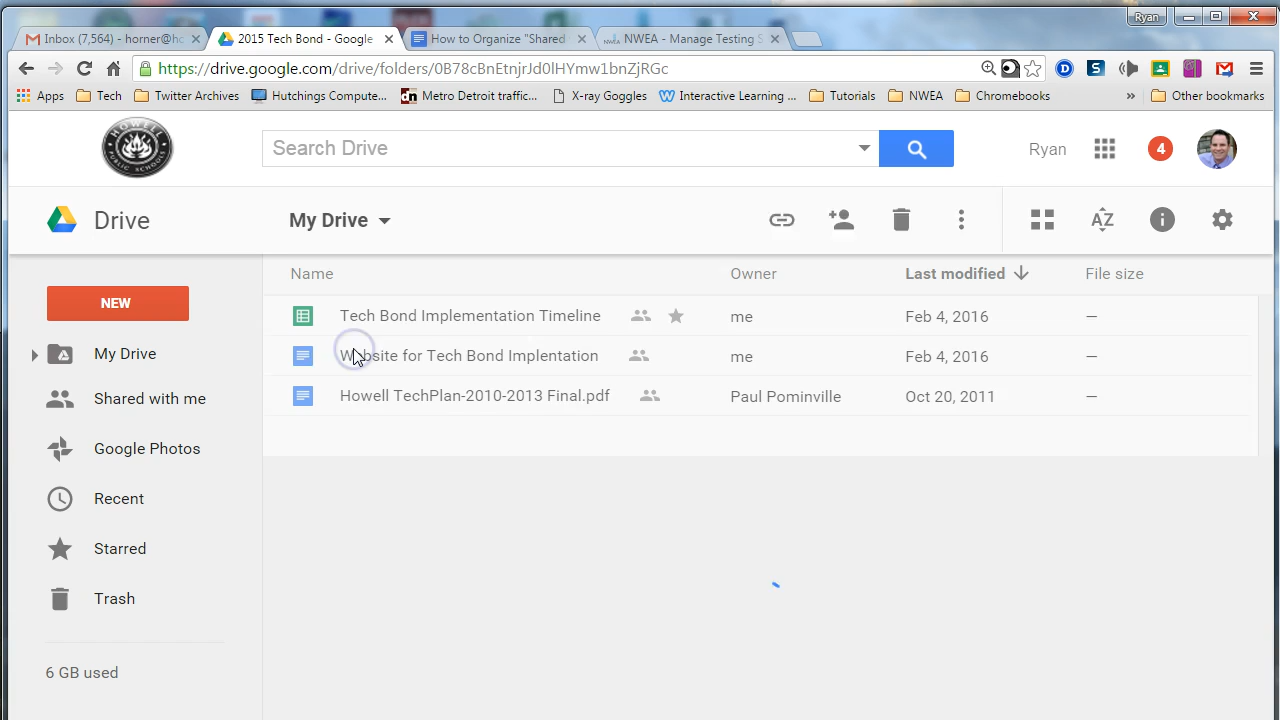 Ryan
Inbox (7,564) - horner@hc
2015 Tech Bond - Google
How to Organize "Shared
NWEA - Manage Testing S
https://drive.google.com/drive/folders/0B78cBnEtnjrJd0lHYmw1bnZjRGc
Apps Tech Twitter Archives Hutchings Compute... Metro Detroit traffic... X-ray Goggles Interactive Learning ... Tutorials NWEA Chromebooks » Other bookmarks
HOWELL
PUBLIC SCHOOLS
Search Drive
Ryan
4
Drive
My Drive
AZ
NEW
My Drive
Shared with me
Google Photos
Recent
Starred
Trash
6 GB used
Name Owner Last modified File size
Tech Bond Implementation Timeline me Feb 4, 2016 —
Website for Tech Bond Implentation me Feb 4, 2016 —
Howell TechPlan-2010-2013 Final.pdf Paul Pominville Oct 20, 2011 —